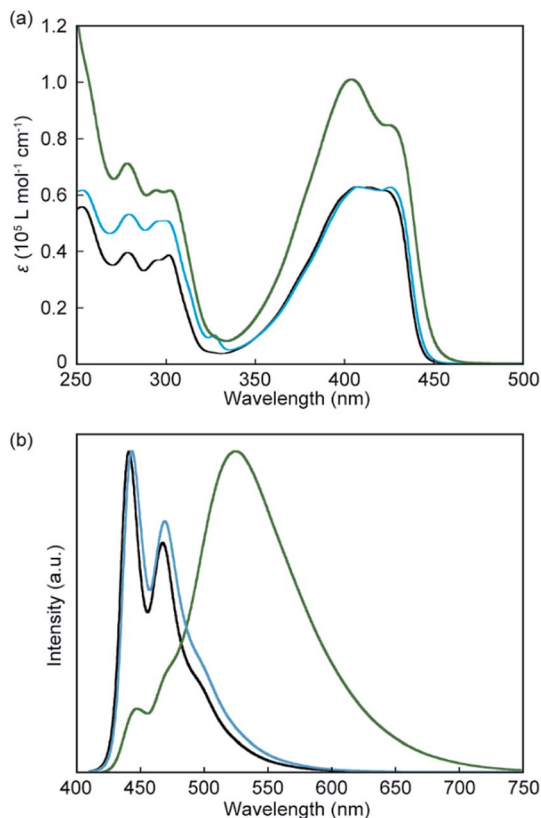 (a)
1.2
1.0
0.8
0.6
0.4
0.2
0
ε (10⁵ L mol⁻¹ cm⁻¹)
250 300 350 400 450 500
Wavelength (nm)
(b)
Intensity (a.u.)
400 450 500 550 600 650 700 750
Wavelength (nm)